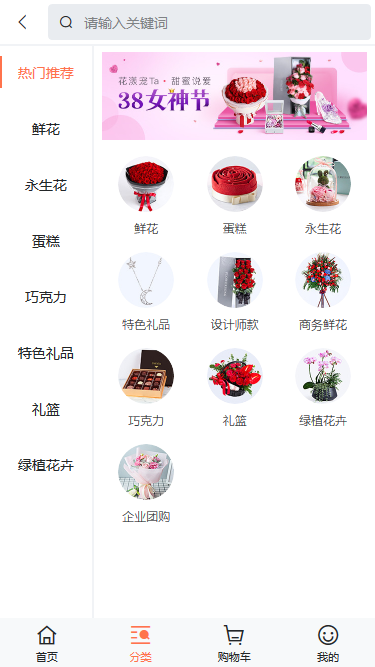 请输入关键词
热门推荐
鲜花
永生花
蛋糕
巧克力
特色礼品
礼篮
绿植花卉
花漾宠Ta·甜蜜说爱
38女神节
鲜花
蛋糕
永生花
特色礼品
设计师款
商务鲜花
巧克力
礼篮
绿植花卉
企业团购
首页
分类
购物车
我的